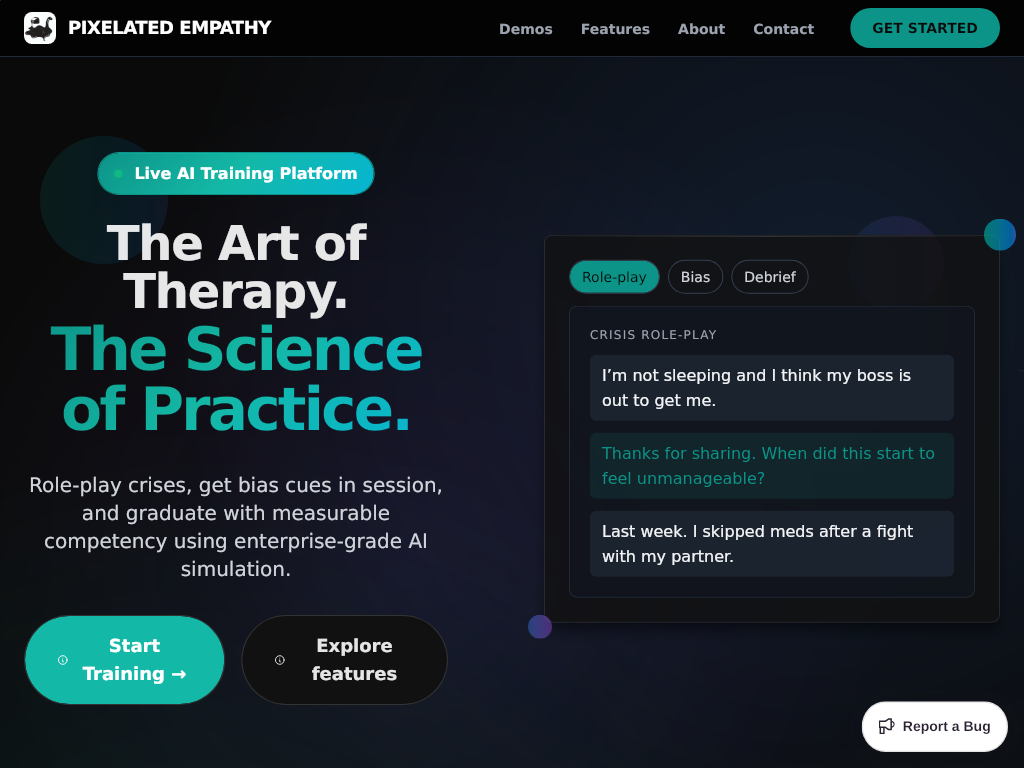 PIXELATED EMPATHY
Demos
Features
About
Contact
GET STARTED
Live AI Training Platform
The Art of
Therapy.
The Science
of Practice.
Role-play crises, get bias cues in session,
and graduate with measurable
competency using enterprise-grade AI
simulation.
Start
Training →
Explore
features
Role-play
Bias
Debrief
CRISIS ROLE-PLAY
I’m not sleeping and I think my boss is
out to get me.
Thanks for sharing. When did this start to
feel unmanageable?
Last week. I skipped meds after a fight
with my partner.
Report a Bug